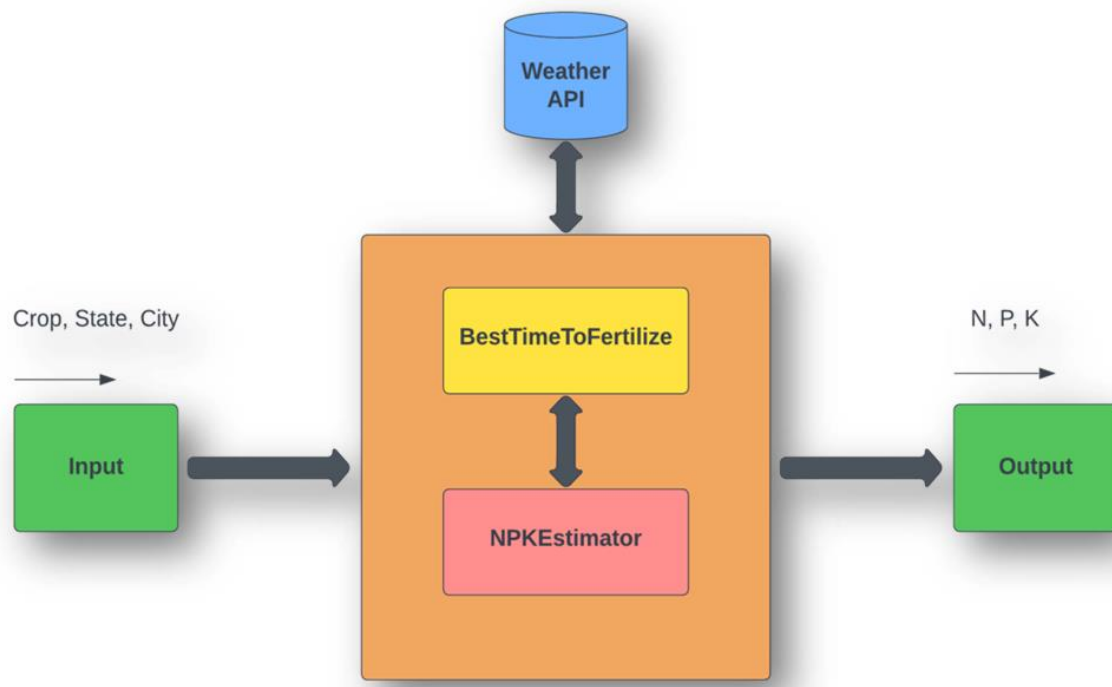 Weather
API
Crop, State, City
N, P, K
BestTimeToFertilize
Input
Output
NPKEstimator